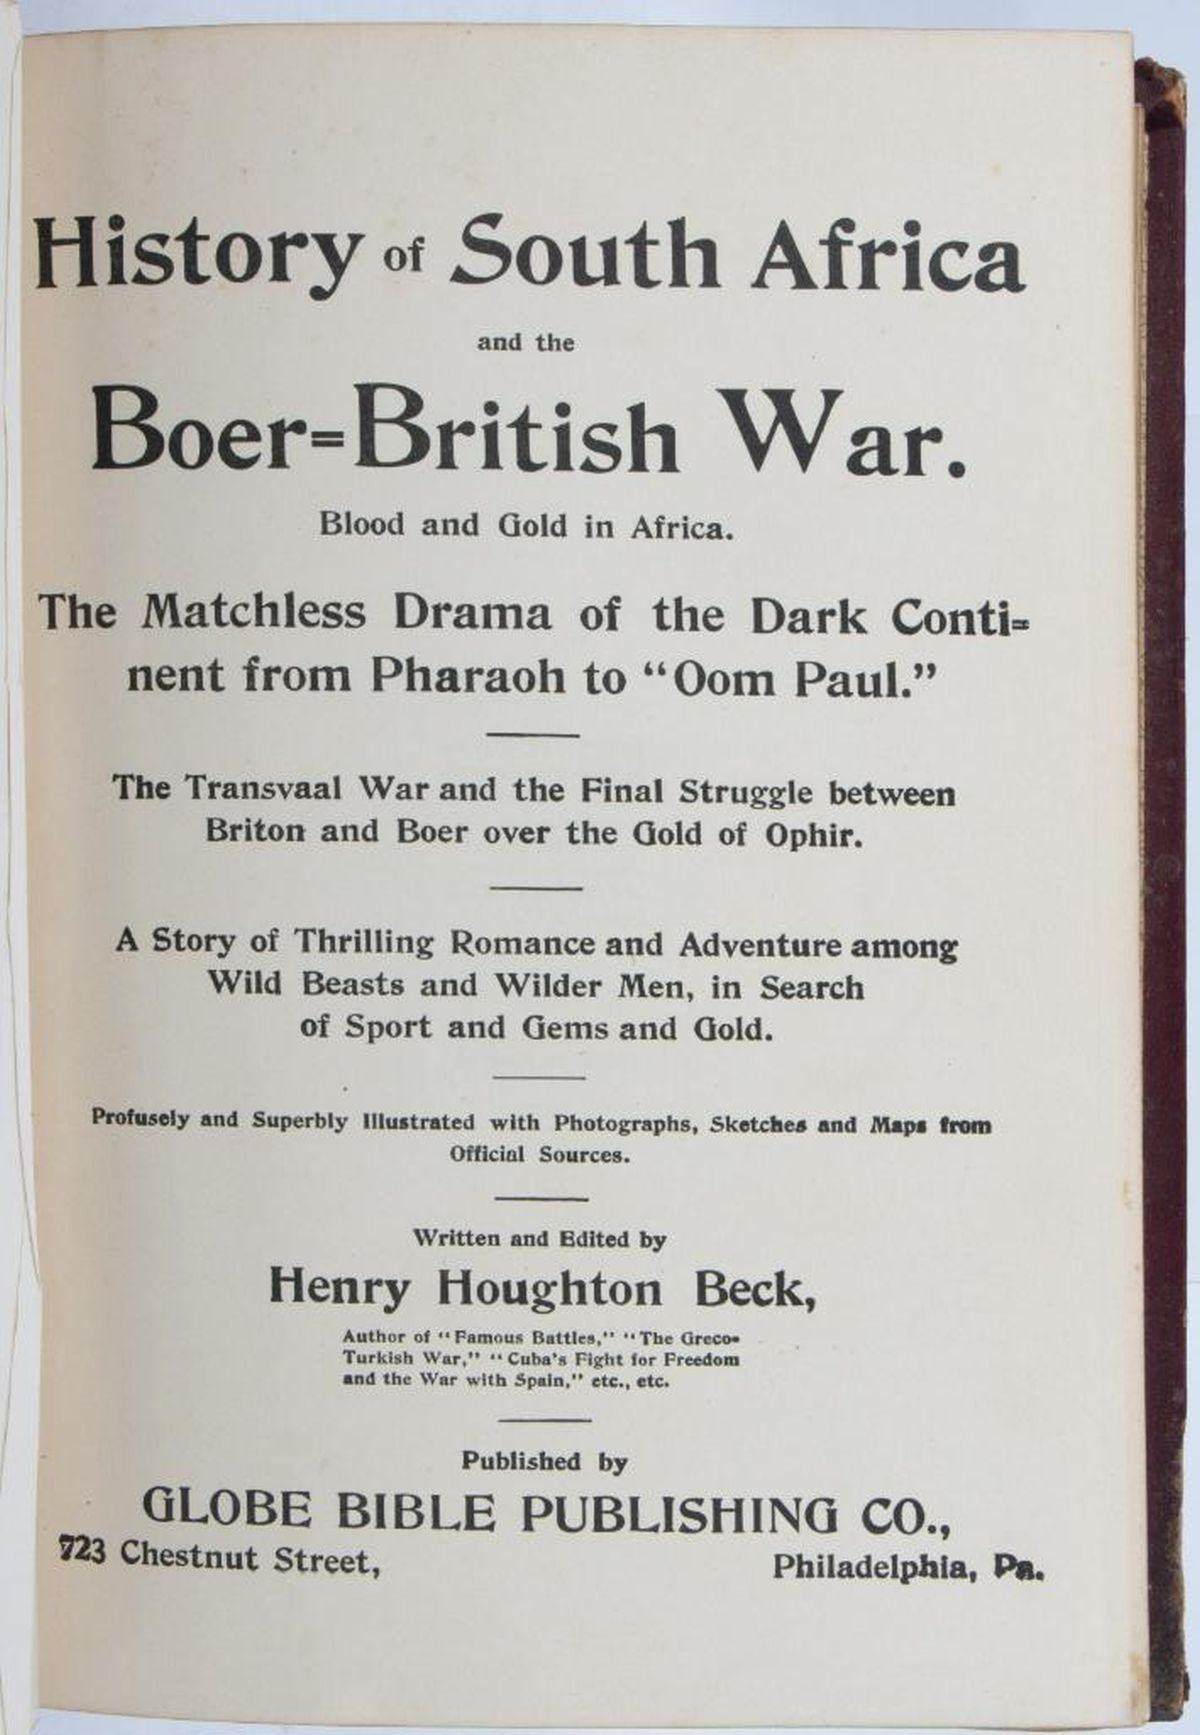 History of South Africa
and the
Boer=British War.
Blood and Gold in Africa.
The Matchless Drama of the Dark Conti=
nent from Pharaoh to “Oom Paul.”
The Transvaal War and the Final Struggle between
Briton and Boer over the Gold of Ophir.
A Story of Thrilling Romance and Adventure among
Wild Beasts and Wilder Men, in Search
of Sport and Gems and Gold.
Profusely and Superbly Illustrated with Photographs, Sketches and Maps from
Official Sources.
Written and Edited by
Henry Houghton Beck,
Author of “Famous Battles,” “The Greco=
Turkish War,” “Cuba's Fight for Freedom
and the War with Spain,” etc., etc.
Published by
GLOBE BIBLE PUBLISHING CO.,
723 Chestnut Street, Philadelphia, Pa.